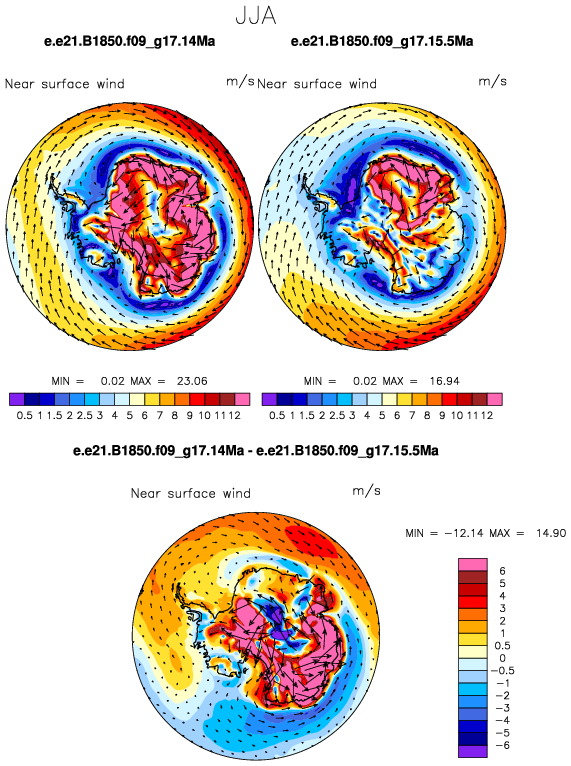 JJA
e.e21.B1850.f09_g17.14Ma e.e21.B1850.f09_g17.15.5Ma
Near surface wind m/s Near surface wind m/s
MIN = 0.02 MAX = 23.06 MIN = 0.02 MAX = 16.94
0.5 1 1.5 2 2.5 3 4 5 6 7 8 9 10 11 12 0.5 1 1.5 2 2.5 3 4 5 6 7 8 9 10 11 12
e.e21.B1850.f09_g17.14Ma - e.e21.B1850.f09_g17.15.5Ma
Near surface wind m/s
MIN = -12.14 MAX = 14.90
6
5
4
3
2
1
0.5
0
-0.5
-1
-2
-3
-4
-5
-6